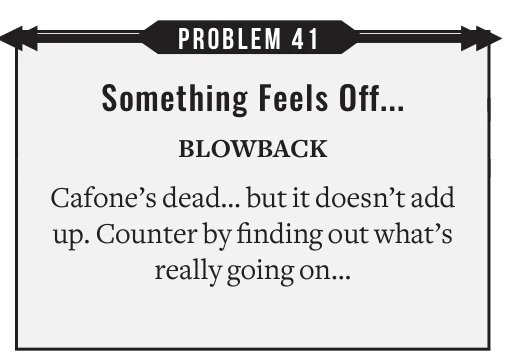 PROBLEM 41
Something Feels Off...
BLOWBACK
Cafone’s dead... but it doesn’t add
up. Counter by finding out what’s
really going on...